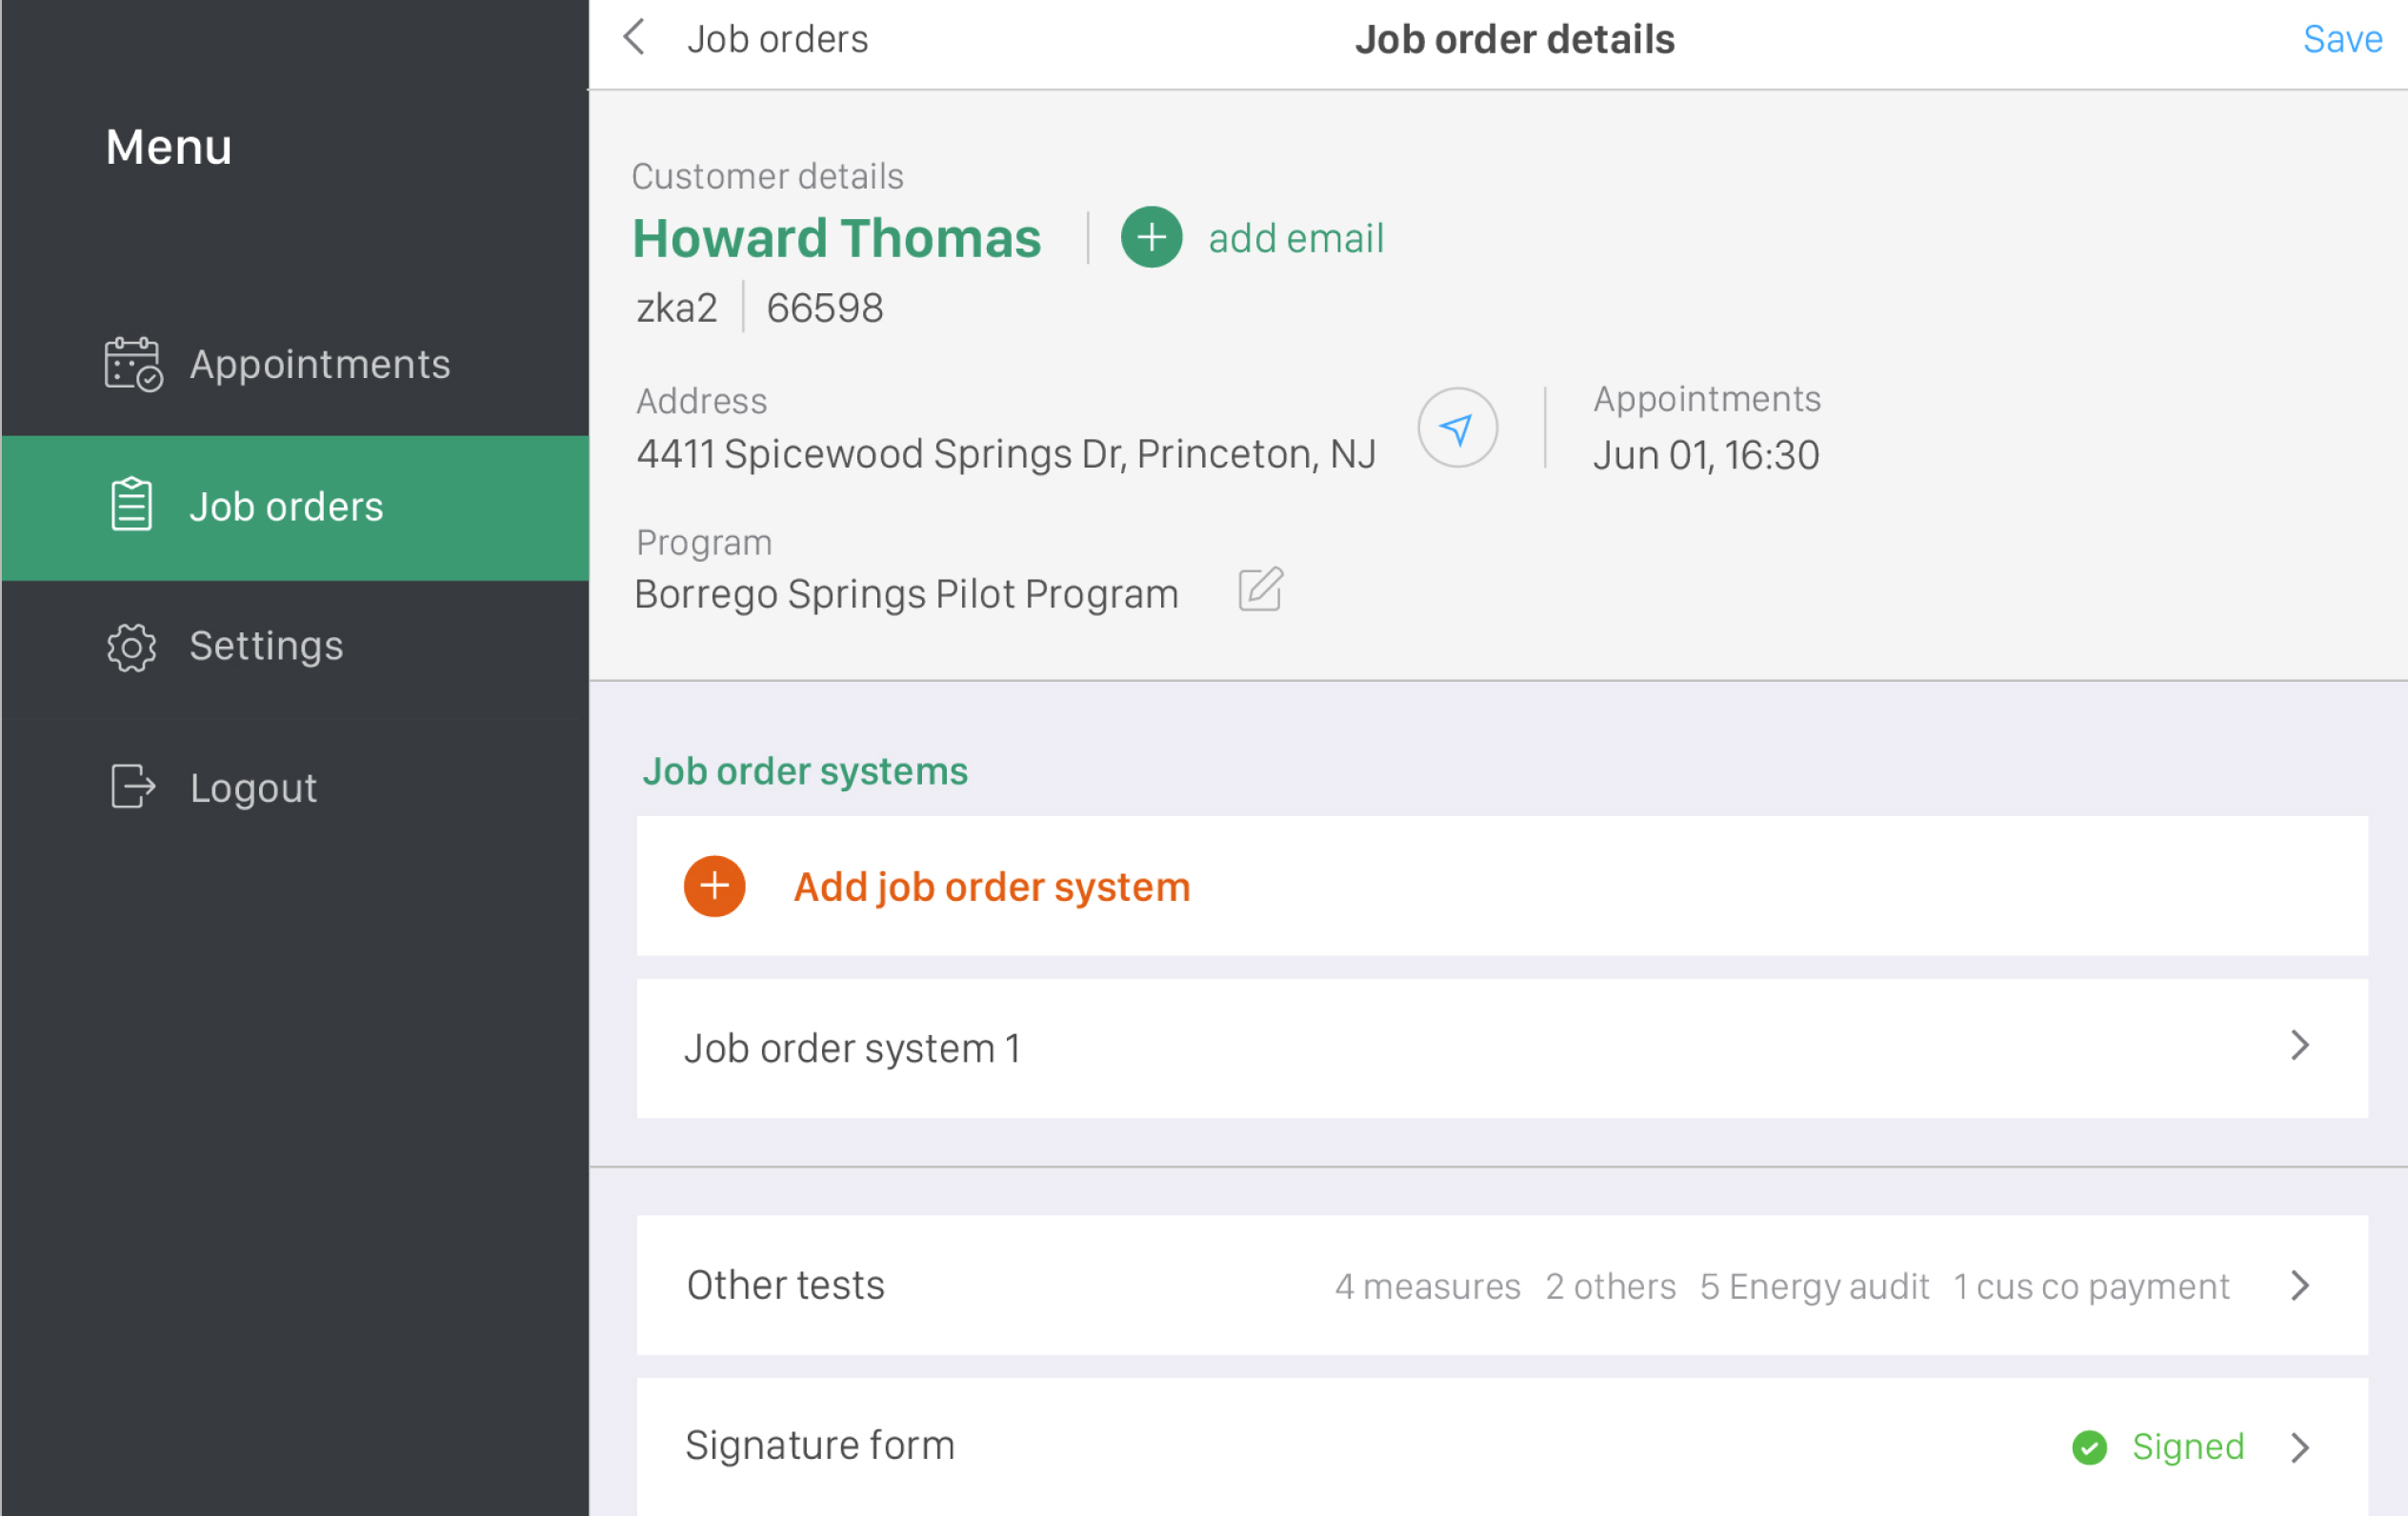 Menu
Appointments
Job orders
Settings
Logout
Job orders
Job order details
Save
Customer details
Howard Thomas
add email
zka2
66598
Address
4411 Spicewood Springs Dr, Princeton, NJ
Appointments
Jun 01, 16:30
Program
Borrego Springs Pilot Program
Job order systems
Add job order system
Job order system 1
Other tests
4 measures 2 others 5 Energy audit 1 cus co payment
Signature form
Signed